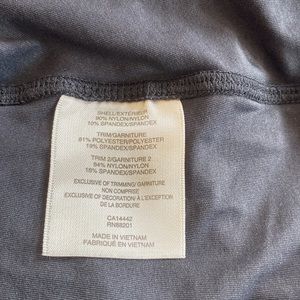 SHELL/EXTÉRIEUR
90% NYLON/NYLON
10% SPANDEX/SPANDEX
TRIM/GARNITURE
81% POLYESTER/POLYESTER
19% SPANDEX/SPANDEX
TRIM 2/GARNITURE 2
84% NYLON/NYLON
16% SPANDEX/SPANDEX
EXCLUSIVE OF TRIMMING/ GARNITURE
NON COMPRISE
EXCLUSIVE OF DECORATION/ À L'EXCEPTION
DE LA BORDURE
CA14442
RN88201
MADE IN VIETNAM
FABRIQUÉ EN VIETNAM